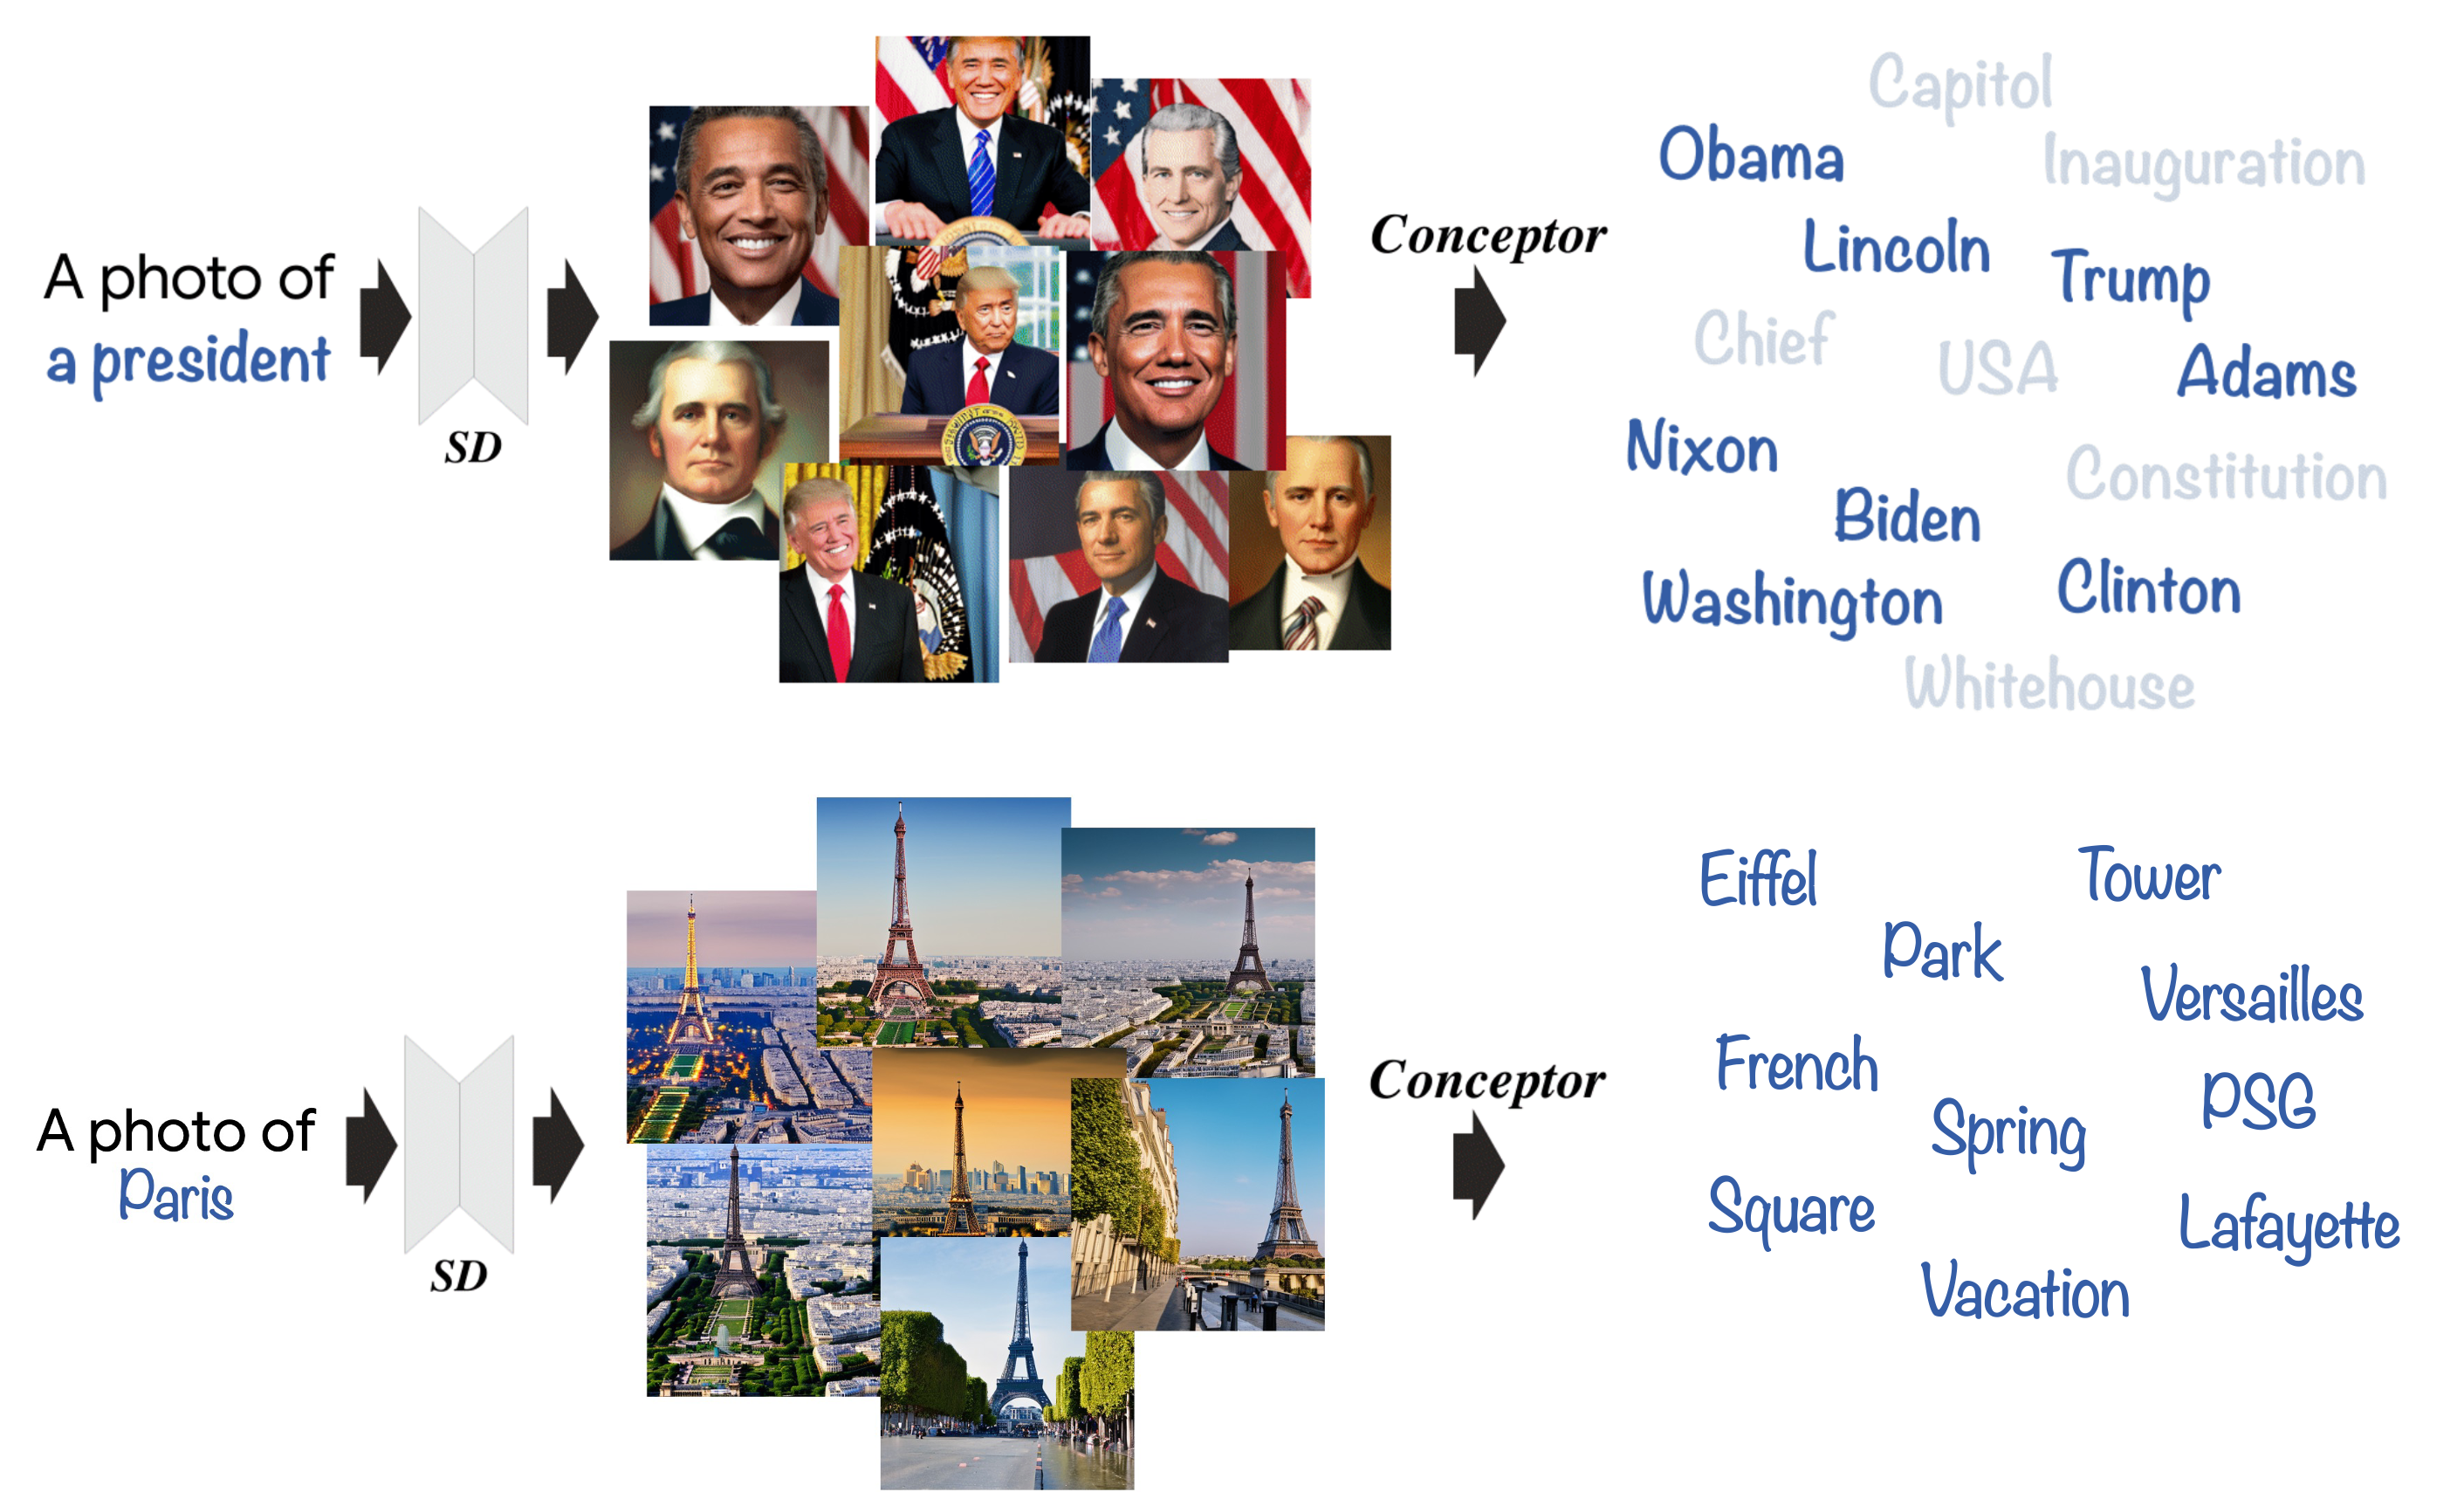 A photo of
a president
SD
Conceptor
Capitol
Obama
Inauguration
Lincoln
Trump
Chief
USA
Adams
Nixon
Constitution
Biden
Washington
Clinton
Whitehouse
A photo of
Paris
SD
Conceptor
Eiffel
Tower
Park
Versailles
French
PSG
Spring
Square
Lafayette
Vacation